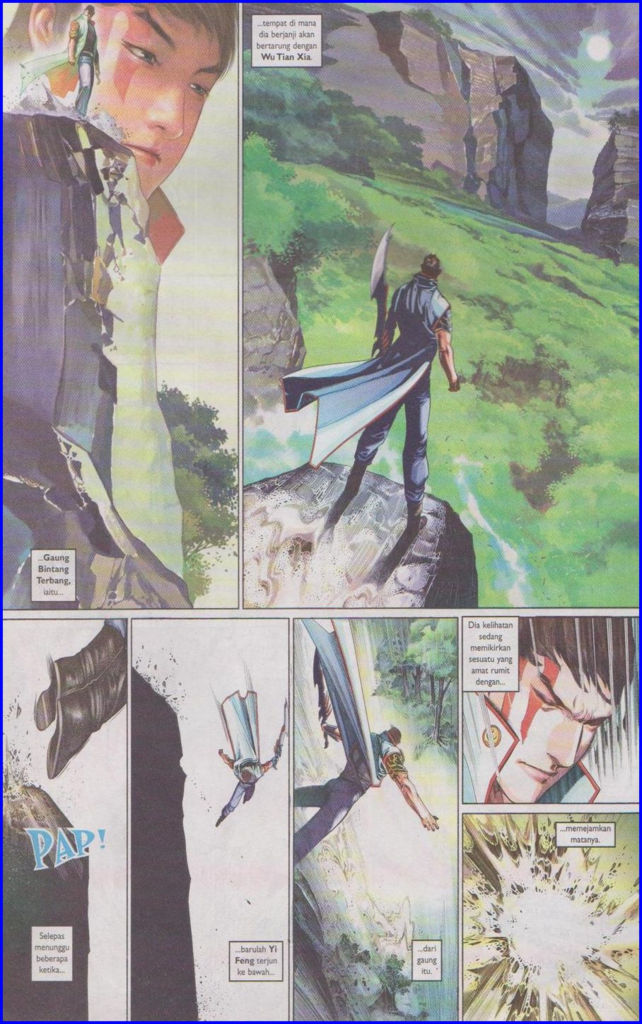 ...Gaung
Bintang
Terbang,
iaitu...
...tempat di mana
dia berjanji akan
bertarung dengan
Wu Tian Xia.
PAP!
Selepas
menunggu
beberapa
ketika...
...barulah Yi
Feng terjun
ke bawah...
...dari
gaung
itu.
Dia kelihatan
sedang
memikirkan
sesuatu yang
amat rumit
dengan...
...memejamkan
matanya.